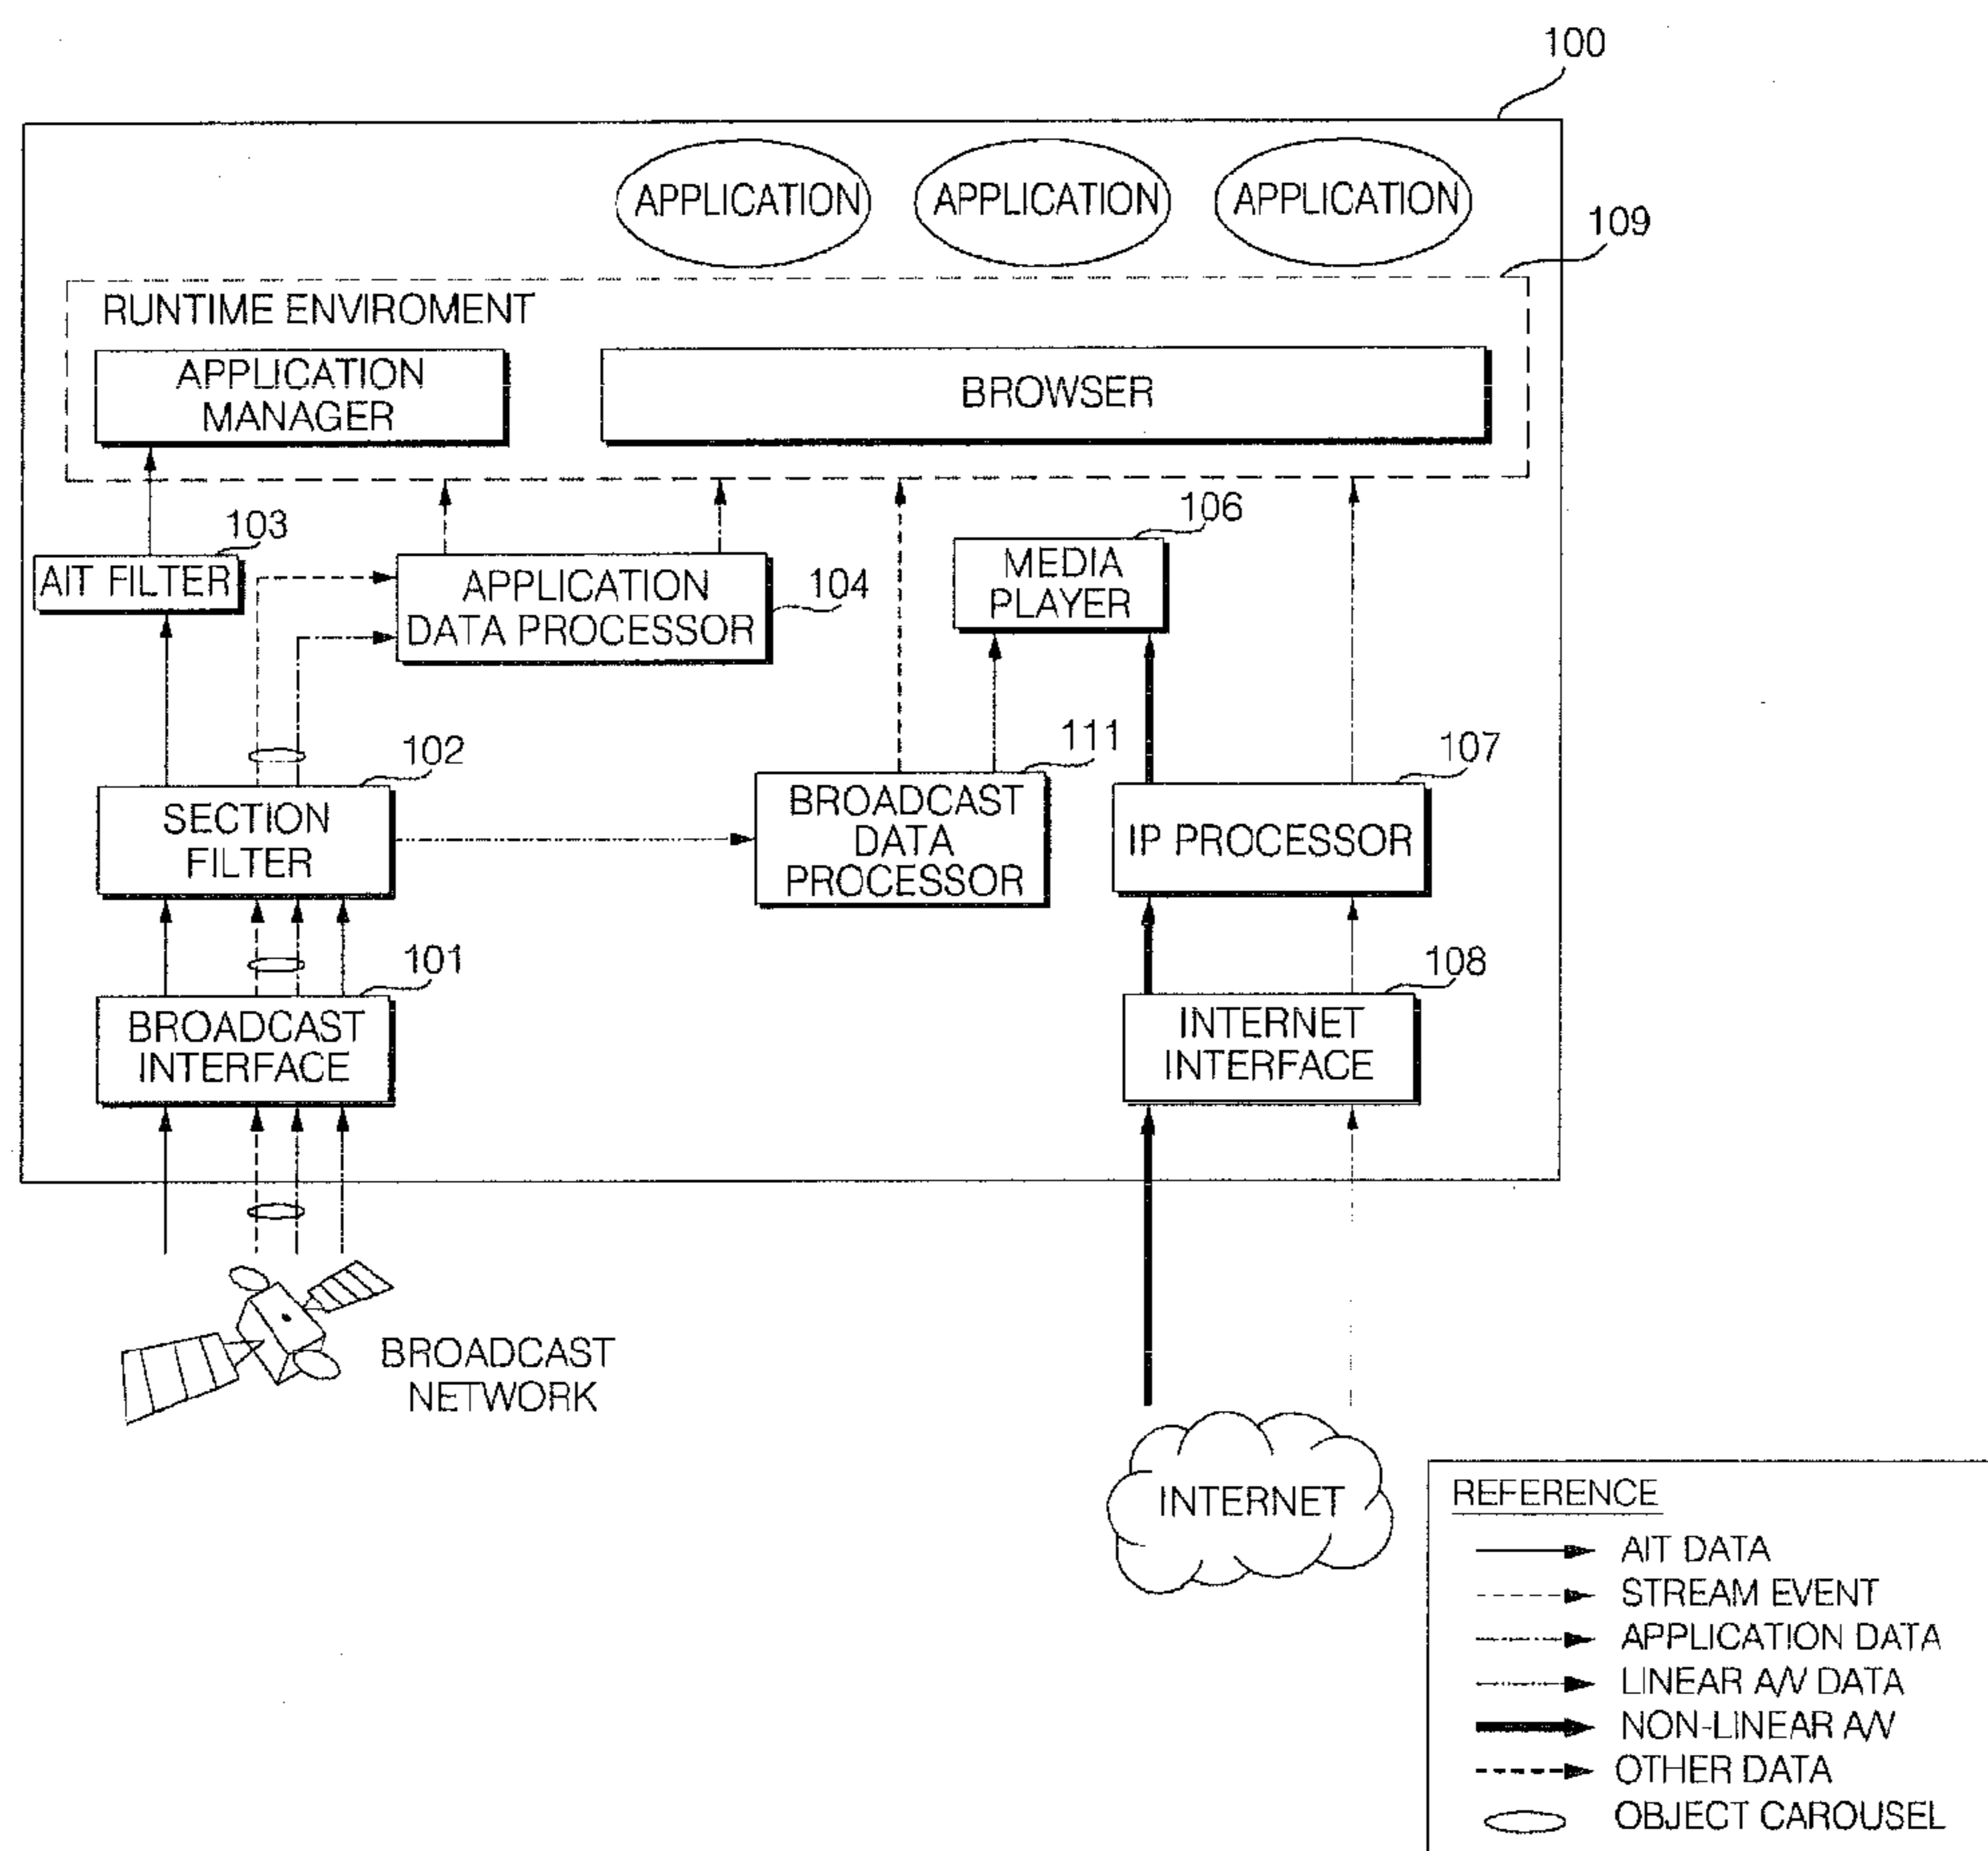 100
APPLICATION
APPLICATION
APPLICATION
109
RUNTIME ENVIROMENT
APPLICATION
MANAGER
BROWSER
103
AIT FILTER
APPLICATION
DATA PROCESSOR
104
106
MEDIA
PLAYER
102
SECTION
FILTER
111
BROADCAST
DATA
PROCESSOR
107
IP PROCESSOR
101
BROADCAST
INTERFACE
108
INTERNET
INTERFACE
BROADCAST
NETWORK
INTERNET
REFERENCE
AIT DATA
STREAM EVENT
APPLICATION DATA
LINEAR A/V DATA
NON-LINEAR A/V
OTHER DATA
OBJECT CAROUSEL